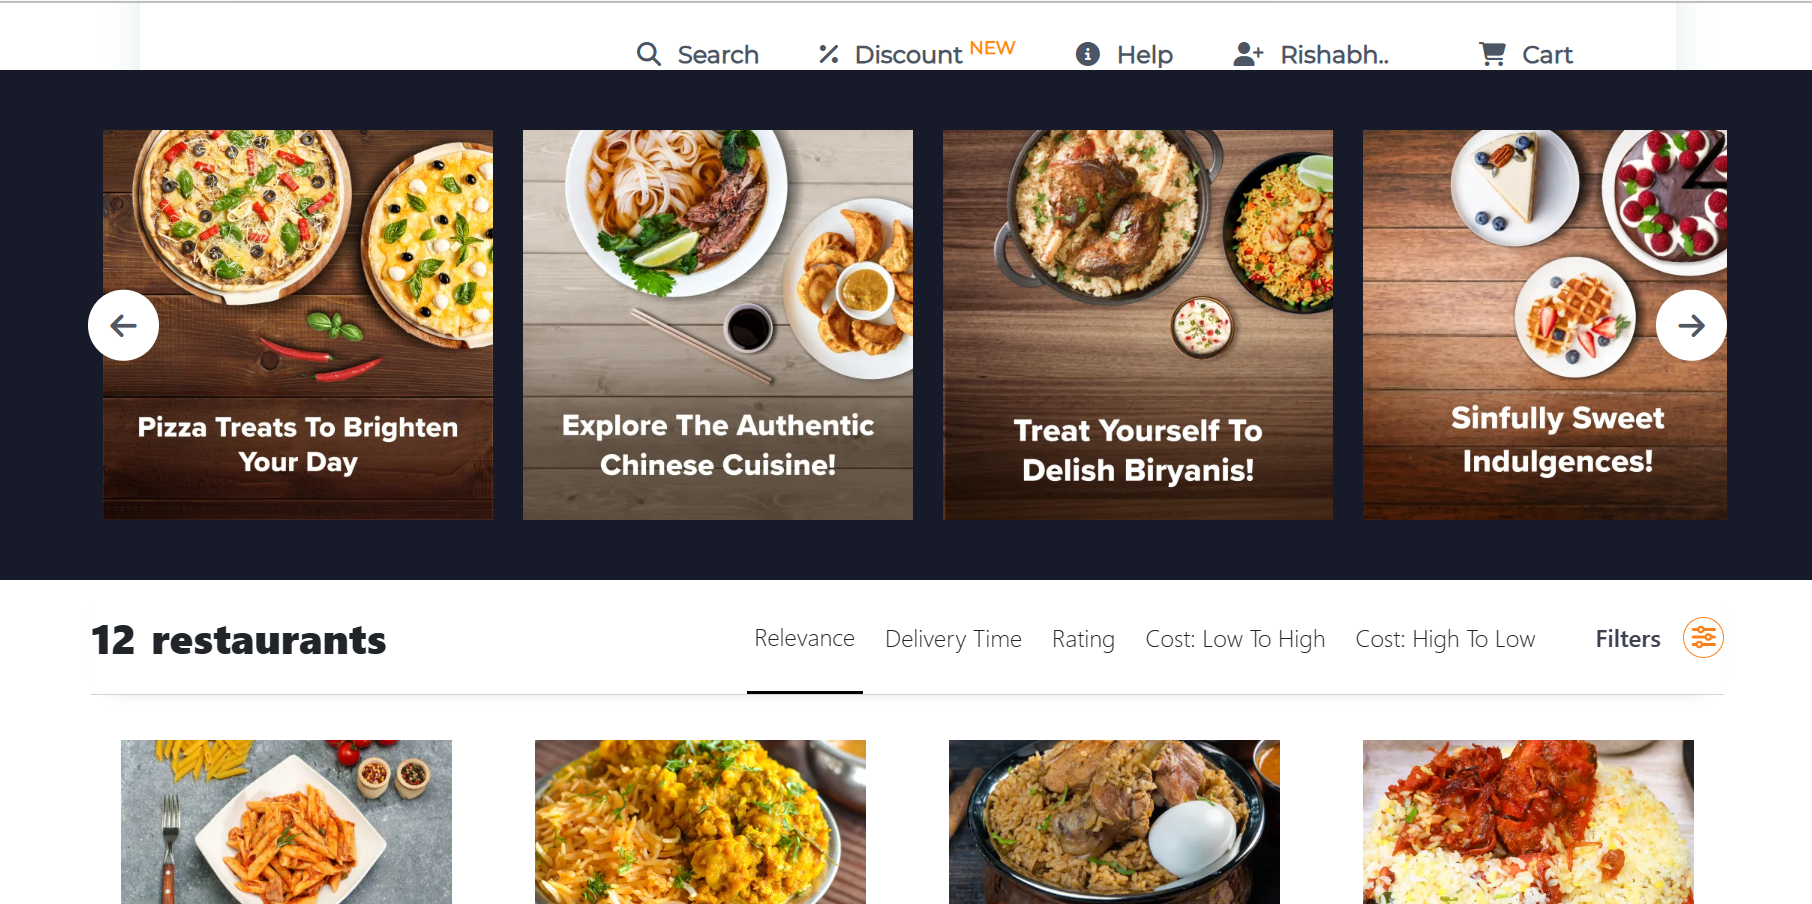 Search Discount NEW Help Rishabh.. Cart
Pizza Treats To Brighten
Your Day
Explore The Authentic
Chinese Cuisine!
Treat Yourself To
Delish Biryanis!
Sinfully Sweet
Indulgences!
12 restaurants
Relevance Delivery Time Rating Cost: Low To High Cost: High To Low Filters